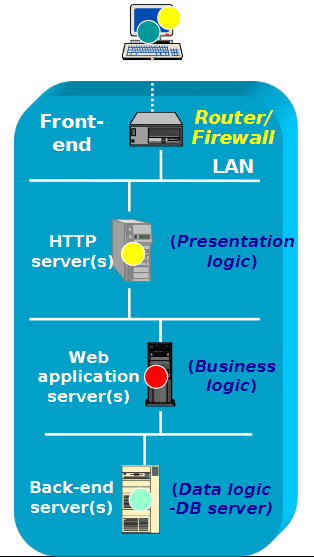 Front-
end
Router/
Firewall
LAN
HTTP
server(s)
(Presentation
logic)
Web
application
server(s)
(Business
logic)
Back-end
server(s)
(Data logic
-DB server)